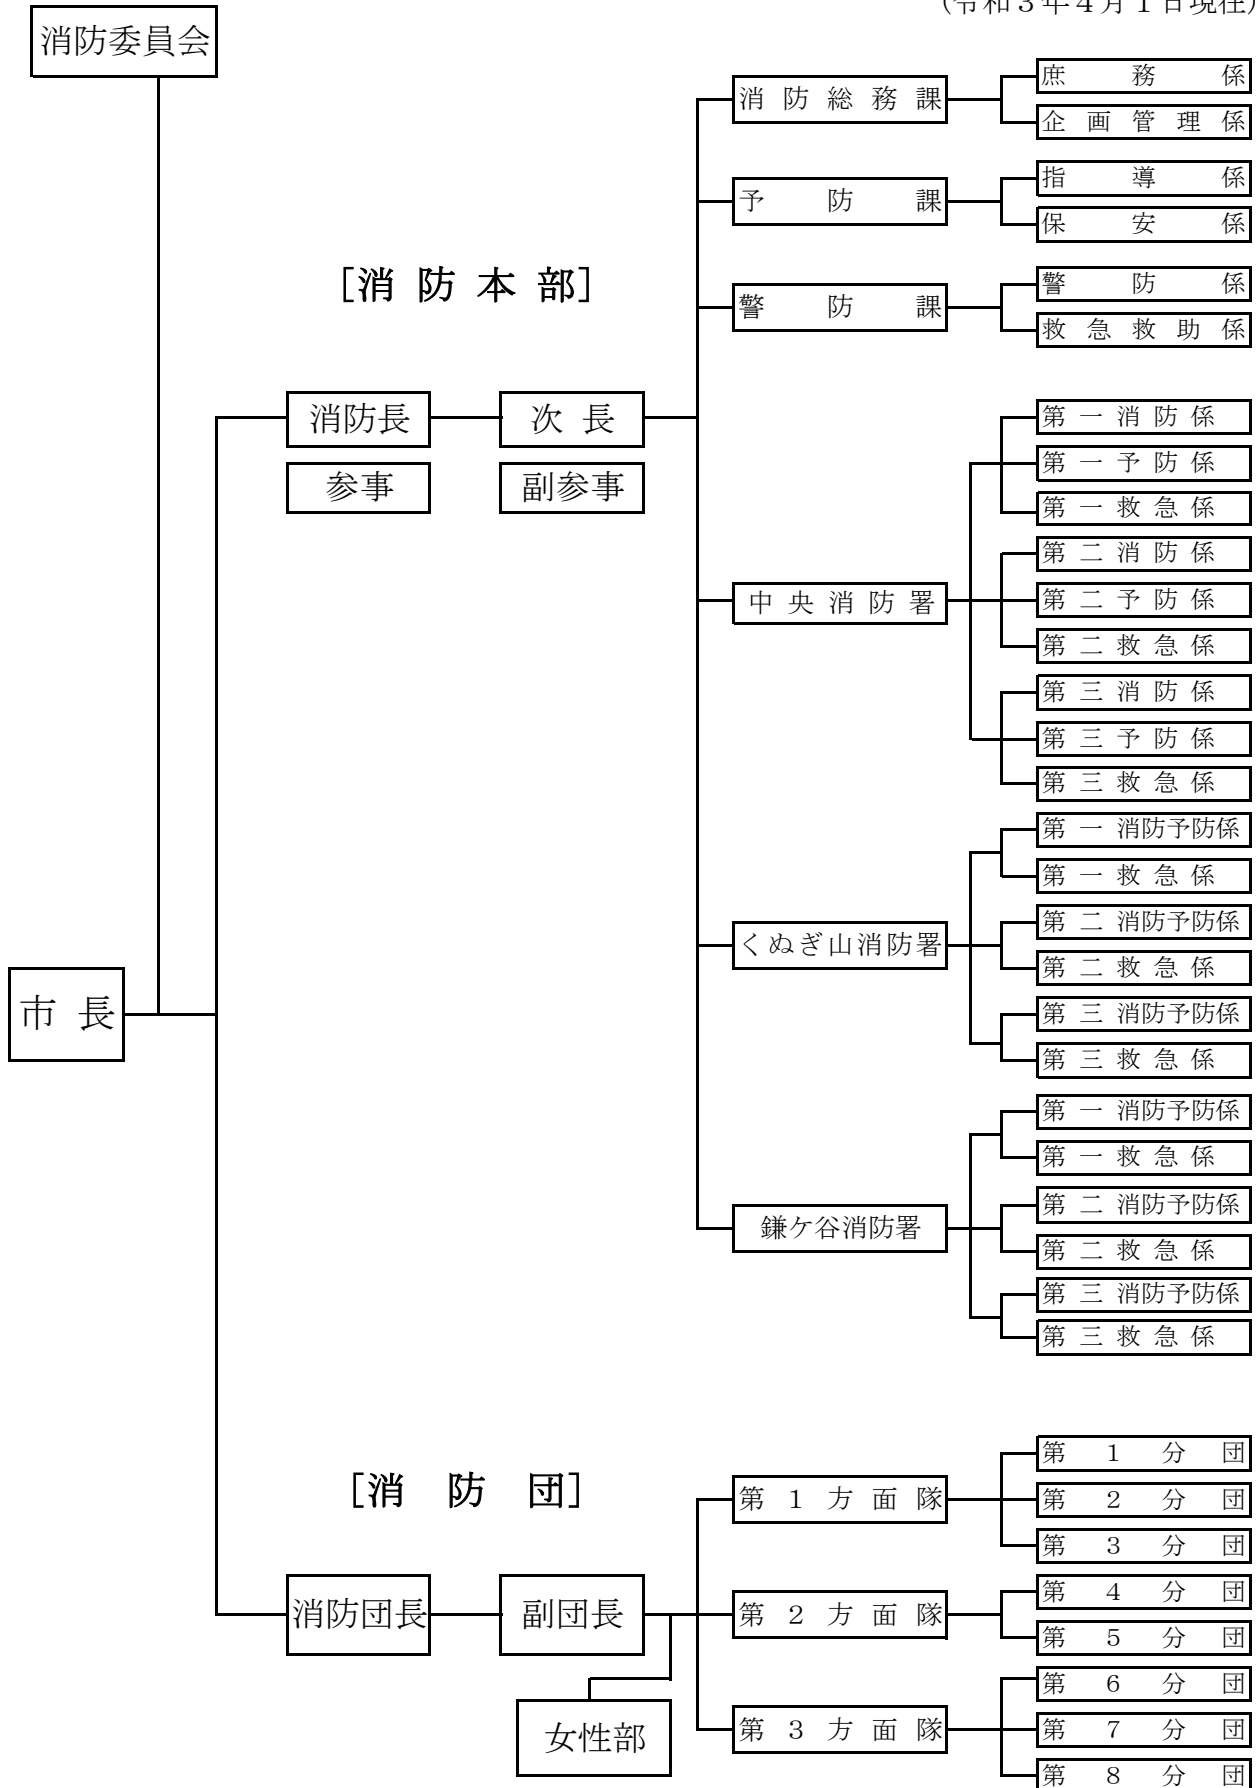 （令和３年４月１日現在）
消防委員会
消防総務課
庶務係
企画管理係
予防課
指導係
保安係
［消防本部］
警防課
警防係
救急救助係
消防長
次長
参事
副参事
中央消防署
第一消防係
第一予防係
第一救急係
第二消防係
第二予防係
第二救急係
第三消防係
第三予防係
第三救急係
くぬぎ山消防署
第一消防予防係
第一救急係
第二消防予防係
第二救急係
第三消防予防係
第三救急係
市長
鎌ケ谷消防署
第一消防予防係
第一救急係
第二消防予防係
第二救急係
第三消防予防係
第三救急係
［消防団］
消防団長
副団長
女性部
第１方面隊
第１分団
第２分団
第３分団
第２方面隊
第４分団
第５分団
第３方面隊
第６分団
第７分団
第８分団